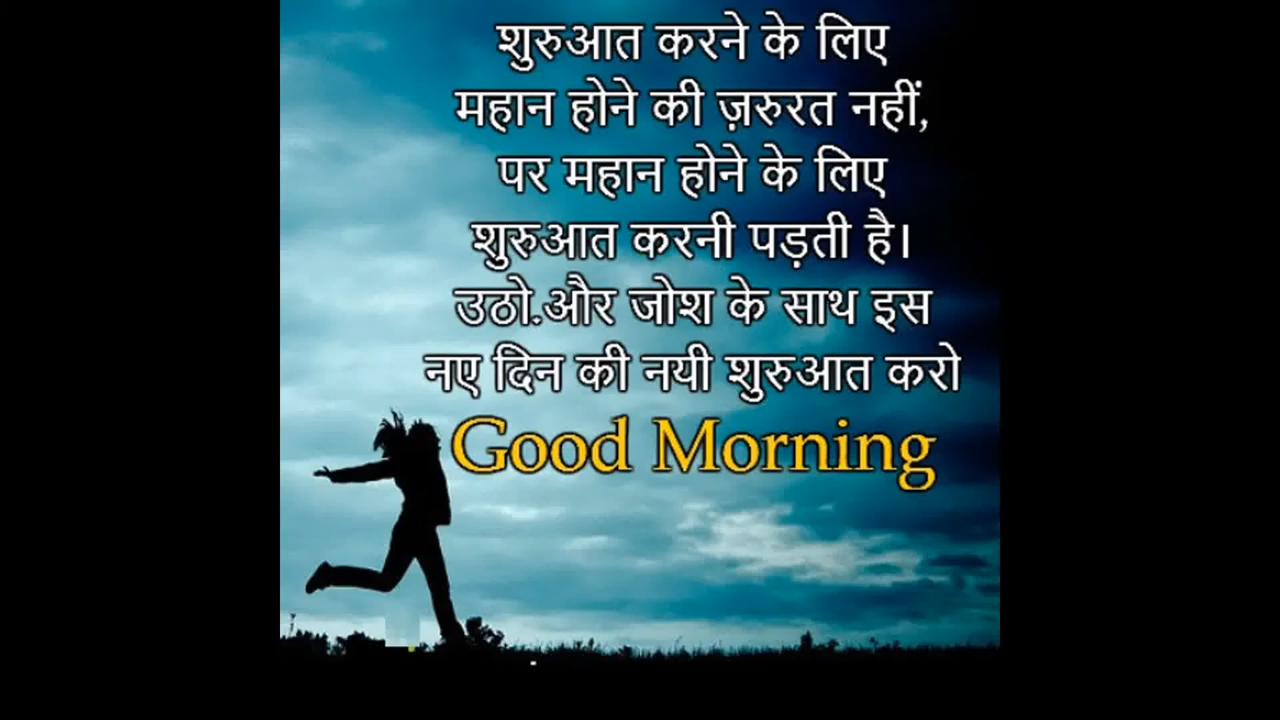 शुरुआत करने के लिए
महान होने की ज़रुरत नहीं,
पर महान होने के लिए
शुरुआत करनी पड़ती है।
उठो.और जोश के साथ इस
नए दिन की नयी शुरुआत करो
Good Morning